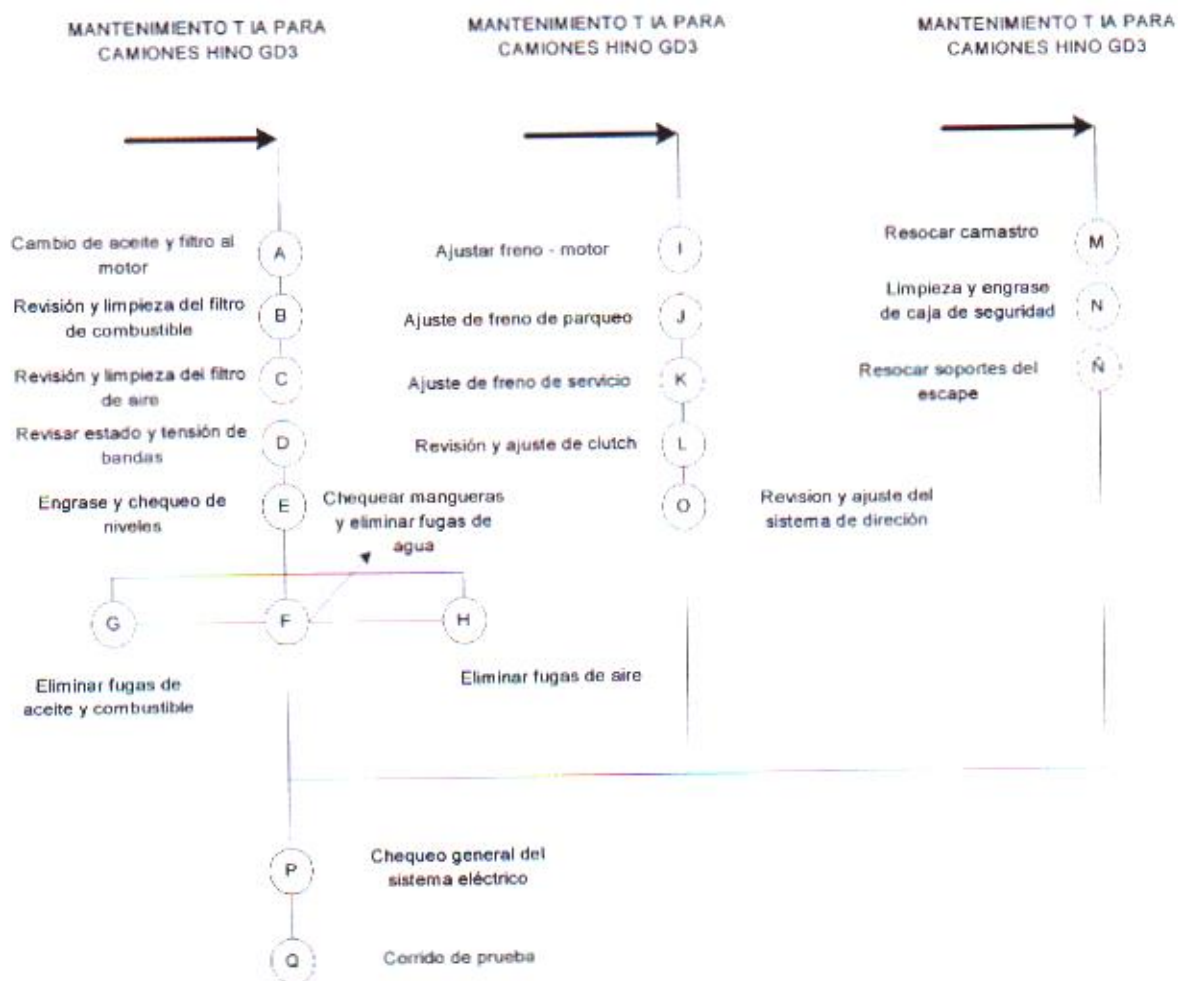 MANTENIMIENTO T IA PARA
CAMIONES HINO GD3
MANTENIMIENTO T IA PARA
CAMIONES HINO GD3
MANTENIMIENTO T IA PARA
CAMIONES HINO GD3
Cambio de aceite y filtro al
motor
A
Revisión y limpieza del filtro
de combustible
B
Revisión y limpieza del filtro
de aire
C
Revisar estado y tensión de
bandas
D
Engrase y chequeo de
niveles
E
Chequear mangueras
y eliminar fugas de
agua
G
F
H
Eliminar fugas de
aceite y combustible
Eliminar fugas de aire
Ajustar freno - motor
I
Ajuste de freno de parqueo
J
Ajuste de freno de servicio
K
Revisión y ajuste de clutch
L
O
Revision y ajuste del
sistema de direción
Resocar camastro
M
Limpieza y engrase
de caja de seguridad
N
Resocar soportes del
escape
Ñ
P
Chequeo general del
sistema eléctrico
Q
Corrido de prueba